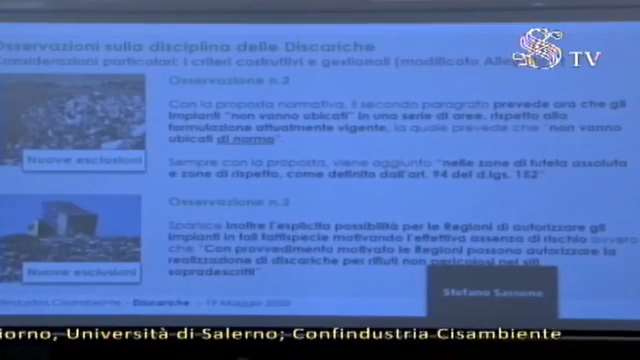 Osservazioni sulla disciplina delle Discariche
Considerazioni particolari: i criteri costruttivi e gestionali (modificato
TV
Osservazione n.2
Con la proposta normativa, il secondo paragrafo prevede ora che gli
impianti "non vanno ubicati" in una serie di aree, rispetto alla
formulazione attualmente vigente, la quale prevede che "non vanno
ubicati di norma".
Nuove esclusioni
Sempre con la proposta, viene aggiunto "nelle zone di tutela assoluta
e zone di rispetto, come definito dall'art. 94 del d.lgs. 152"
Osservazione n.3
Sparisce inoltre l'esplicita possibilità per le Regioni di autorizzare gli
impianti in tali fattispecie motivando l'effettiva assenza di rischio ovvero
che "Con provvedimento motivato le Regioni possono autorizzare la
realizzazione di discariche per rifiuti non pericolosi nei siti
sopradescritti"
Nuove esclusioni
Cisambiente - Discariche - 19 Maggio
Stefano Sassone
giorno, Università di Salerno; Confindustria Cisambiente